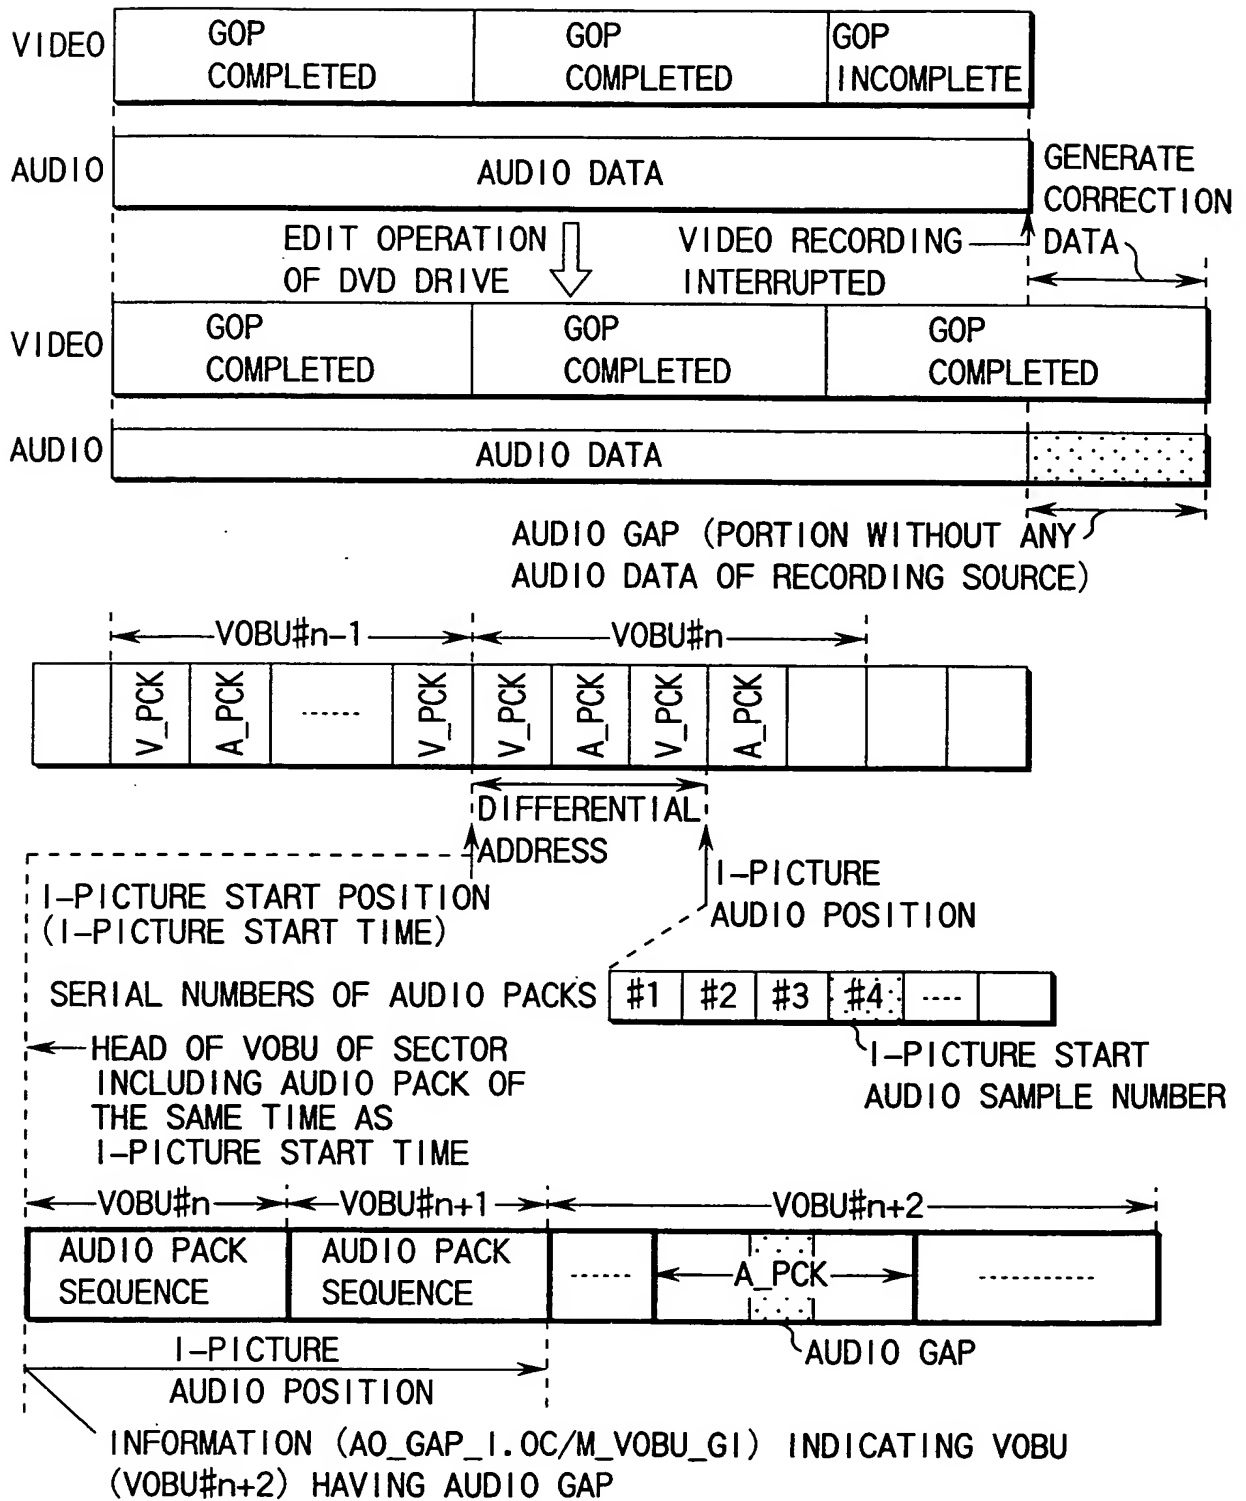 VIDEO
GOP COMPLETED
GOP COMPLETED
GOP INCOMPLETE
AUDIO
AUDIO DATA
GENERATE
CORRECTION
DATA
EDIT OPERATION
OF DVD DRIVE
VIDEO RECORDING
INTERRUPTED
VIDEO
GOP COMPLETED
GOP COMPLETED
GOP COMPLETED
AUDIO
AUDIO DATA
AUDIO GAP (PORTION WITHOUT ANY
AUDIO DATA OF RECORDING SOURCE)
VOBU#n-1
VOBU#n
V_PCK
A_PCK
......
V_PCK
V_PCK
A_PCK
V_PCK
A_PCK
DIFFERENTIAL
ADDRESS
I-PICTURE START POSITION
(I-PICTURE START TIME)
I-PICTURE
AUDIO POSITION
SERIAL NUMBERS OF AUDIO PACKS
#1 #2 #3 #4 ----
I-PICTURE START
AUDIO SAMPLE NUMBER
HEAD OF VOBU OF SECTOR
INCLUDING AUDIO PACK OF
THE SAME TIME AS
I-PICTURE START TIME
VOBU#n
VOBU#n+1
VOBU#n+2
AUDIO PACK
SEQUENCE
AUDIO PACK
SEQUENCE
------
A_PCK
-----------
AUDIO GAP
I-PICTURE
AUDIO POSITION
INFORMATION (AO_GAP_I.OC/M_VOBU_GI) INDICATING VOBU
(VOBU#n+2) HAVING AUDIO GAP